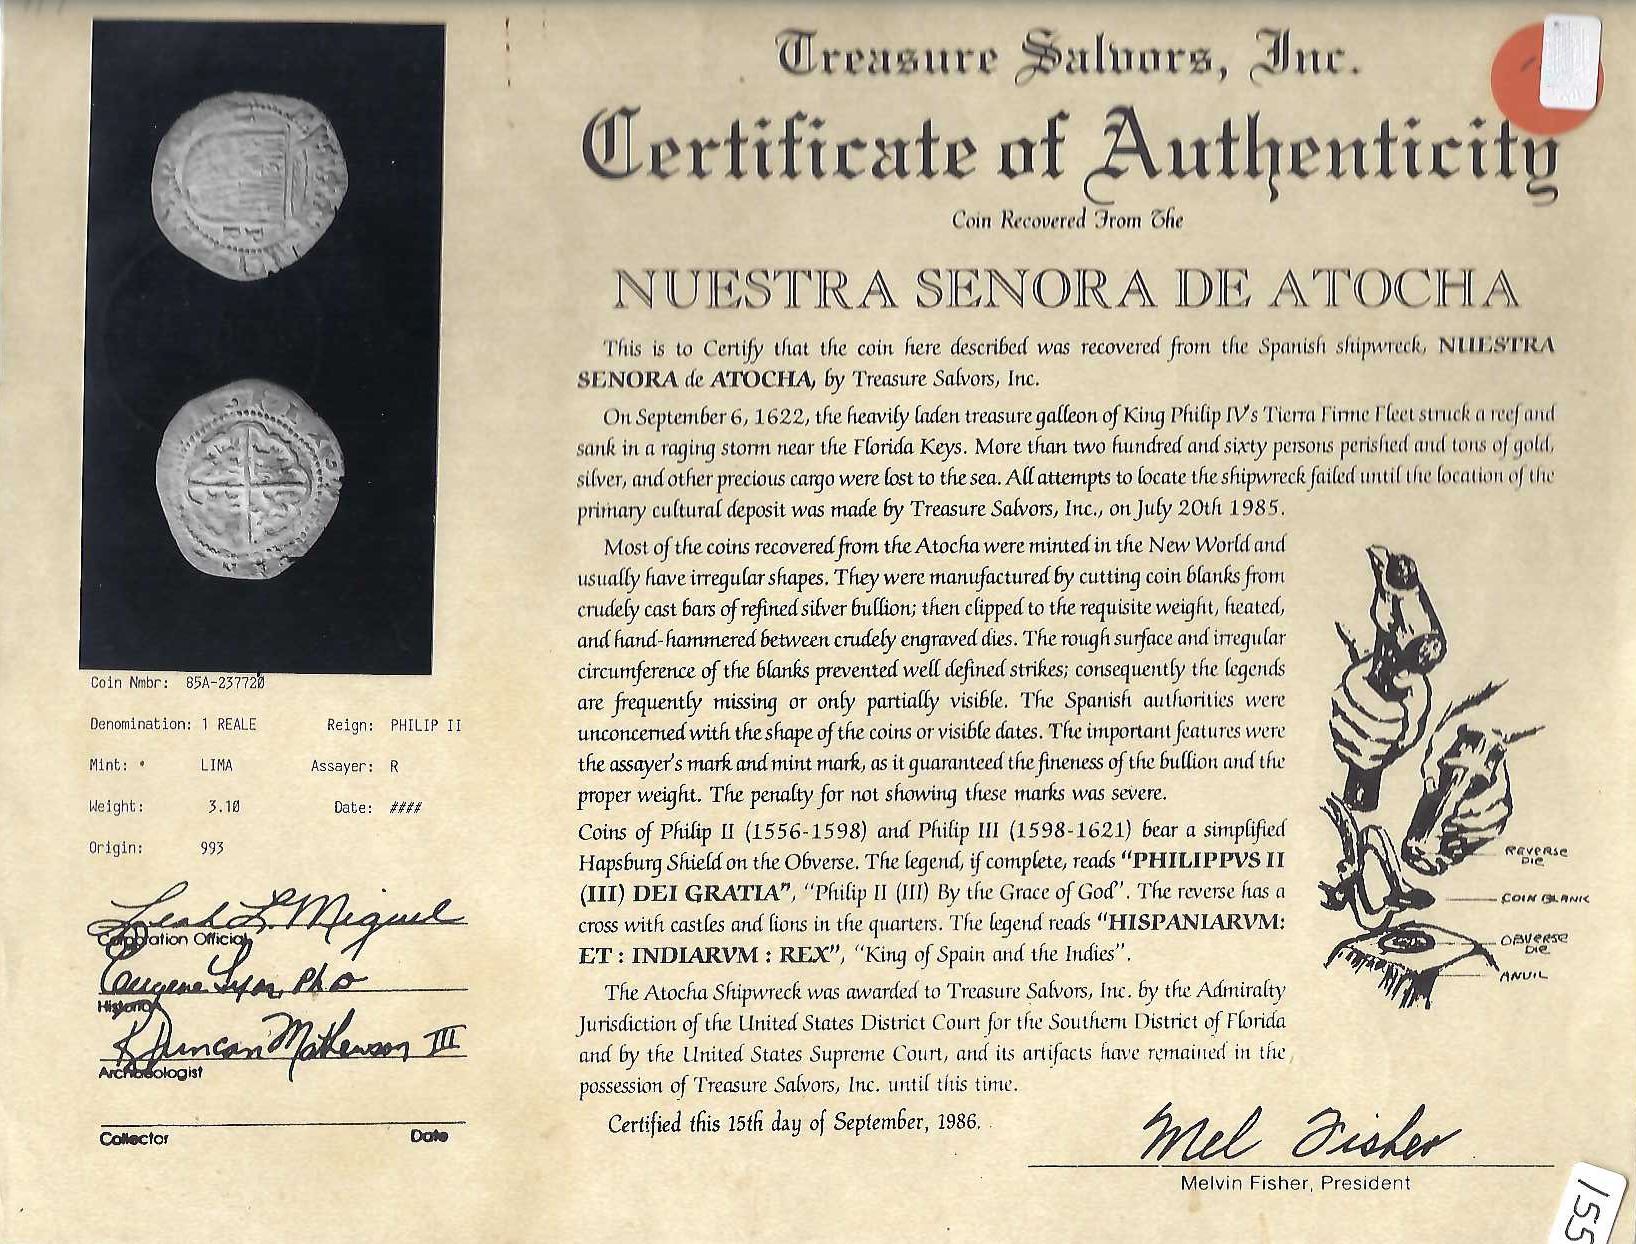 Treasure Salvors, Inc.
Certificate of Authenticity
Coin Recovered From The
NUESTRA SENORA DE ATOCHA
This is to Certify that the coin here described was recovered from the Spanish shipwreck, NUESTRA
SENORA de ATOCHA, by Treasure Salvors, Inc.
On September 6, 1622, the heavily laden treasure galleon of King Philip IV's Tierra Firme Fleet struck a reef and
sank in a raging storm near the Florida Keys. More than two hundred and sixty persons perished and tons of gold,
silver, and other precious cargo were lost to the sea. All attempts to locate the shipwreck failed until the location of the
primary cultural deposit was made by Treasure Salvors, Inc., on July 20th 1985.
Most of the coins recovered from the Atocha were minted in the New World and
usually have irregular shapes. They were manufactured by cutting coin blanks from
crudely cast bars of refined silver bullion; then clipped to the requisite weight, heated,
and hand-hammered between crudely engraved dies. The rough surface and irregular
circumference of the blanks prevented well defined strikes; consequently the legends
are frequently missing or only partially visible. The Spanish authorities were
unconcerned with the shape of the coins or visible dates. The important features were
the assayer's mark and mint mark, as it guaranteed the fineness of the bullion and the
proper weight. The penalty for not showing these marks was severe.
Coins of Philip II (1556-1598) and Philip III (1598-1621) bear a simplified
Hapsburg Shield on the Obverse. The legend, if complete, reads "PHILIPPVS II
(III) DEI GRATIA", "Philip II (III) By the Grace of God". The reverse has a
cross with castles and lions in the quarters. The legend reads "HISPANIARVM:
ET : INDIARVM : REX", "King of Spain and the Indies".
The Atocha Shipwreck was awarded to Treasure Salvors, Inc. by the Admiralty
Jurisdiction of the United States District Court for the Southern District of Florida
and by the United States Supreme Court, and its artifacts have remained in the
possession of Treasure Salvors, Inc. until this time.
Certified this 15th day of September, 1986.
REVERSE
DIE
COIN BLANK
OBVERSE
DIE
ANVIL
Mel Fisher
Melvin Fisher, President
155
Coin Nmbr: 85A-237720
Denomination: 1 REALE Reign: PHILIP II
Mint: LIMA Assayer: R
Weight: 3.10 Date: ####
Origin: 993
Leah L. Miguel
Corporation Official
Eugene Lyon, PhD
Historian
R Duncan Mathewson III
Archaeologist
Collector Date